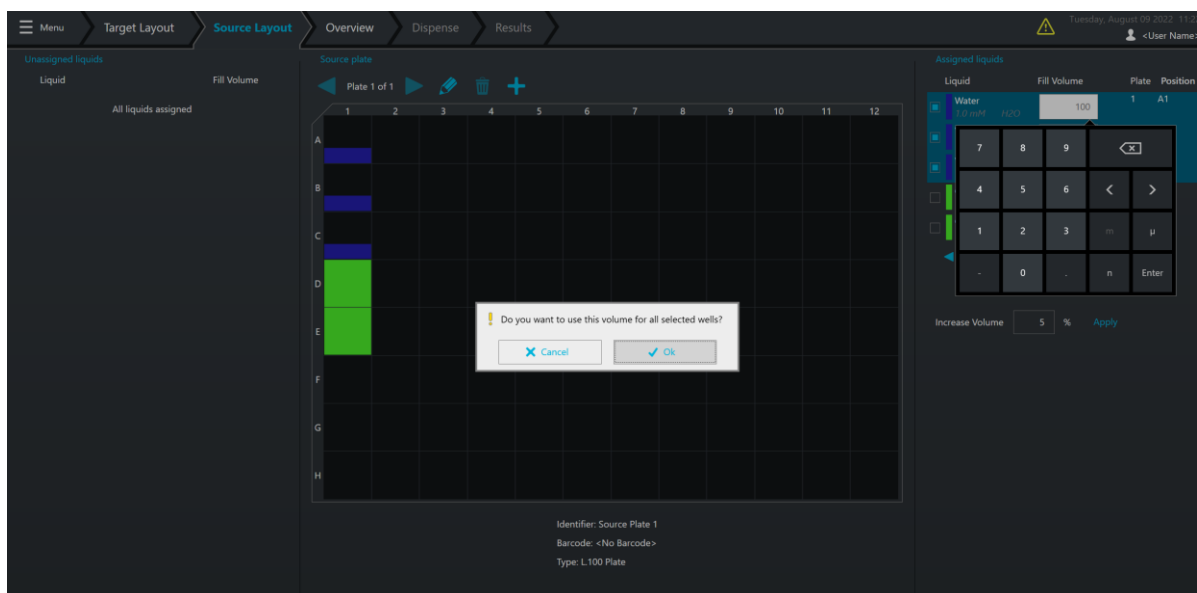 Menu
Target Layout
Source Layout
Overview
Dispense
Results
Tuesday, August 09 2022 11:2
<User Name>
Unassigned liquids
Liquid Fill Volume
All liquids assigned
Source plate
Plate 1 of 1
1 2 3 4 5 6 7 8 9 10 11 12
A
B
C
D
E
F
G
H
Do you want to use this volume for all selected wells?
Cancel
Ok
Identifier: Source Plate 1
Barcode: <No Barcode>
Type: L.100 Plate
Assigned liquids
Liquid Fill Volume Plate Position
Water 100 1 A1
1.0 mM H2O
7 8 9
4 5 6 < >
1 2 3 m µ
- 0 . n Enter
Increase Volume 5 % Apply